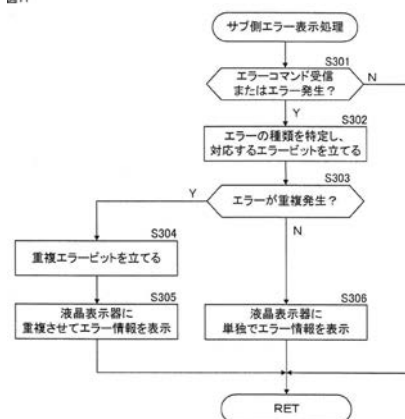 サブ側エラー表示処理
S301
エラーコマンド受信
またはエラー発生？
N
Y
S302
エラーの種類を特定し、
対応するエラービットを立てる
S303
Y
エラーが重複発生？
N
S304
重複エラービットを立てる
S305
液晶表示器に
重複させてエラー情報を表示
S306
液晶表示器に
単独でエラー情報を表示
RET